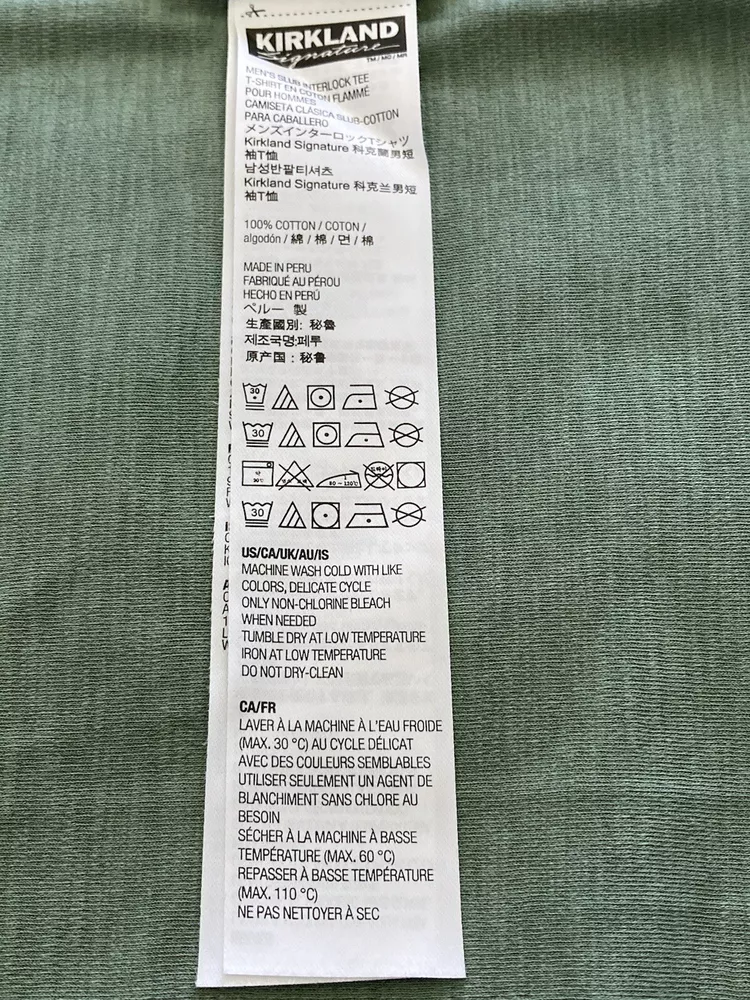 KIRKLAND
Signature
TM / MD / MR
MEN'S SLUB INTERLOCK TEE
T-SHIRT EN COTON FLAMMÉ
POUR HOMMES
CAMISETA CLÁSICA SLUB-COTTON
PARA CABALLERO
メンズインターロックTシャツ
Kirkland Signature 科克蘭男短
袖T恤
남성반팔티셔츠
Kirkland Signature 科克兰男短
袖T恤
100% COTTON / COTON /
algodón / 綿 / 棉 / 면 / 棉
MADE IN PERU
FABRIQUÉ AU PÉROU
HECHO EN PERÚ
ペルー 製
生產國別: 秘魯
제조국명:페루
原产国：秘鲁
30
30
30
US/CA/UK/AU/IS
MACHINE WASH COLD WITH LIKE
COLORS, DELICATE CYCLE
ONLY NON-CHLORINE BLEACH
WHEN NEEDED
TUMBLE DRY AT LOW TEMPERATURE
IRON AT LOW TEMPERATURE
DO NOT DRY-CLEAN
CA/FR
LAVER À LA MACHINE À L'EAU FROIDE
(MAX. 30 °C) AU CYCLE DÉLICAT
AVEC DES COULEURS SEMBLABLES
UTILISER SEULEMENT UN AGENT DE
BLANCHIMENT SANS CHLORE AU
BESOIN
SÉCHER À LA MACHINE À BASSE
TEMPÉRATURE (MAX. 60 °C)
REPASSER À BASSE TEMPÉRATURE
(MAX. 110 °C)
NE PAS NETTOYER À SEC